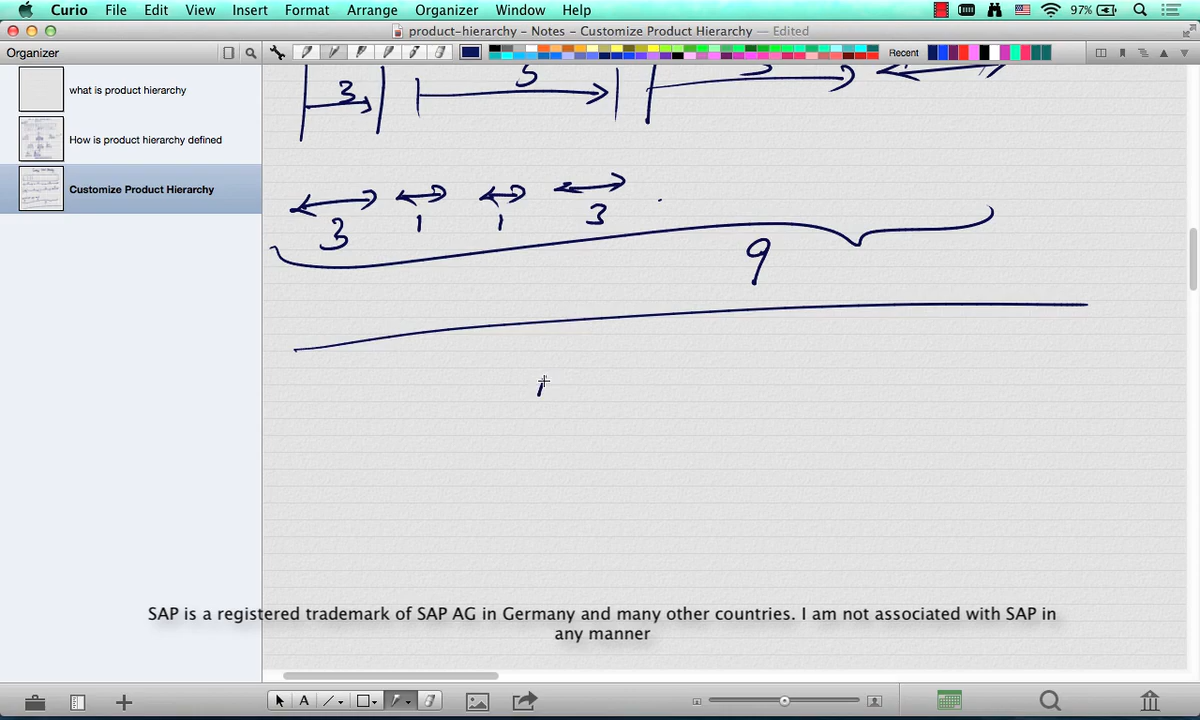 Curio File Edit View Insert Format Arrange Organizer Window Help 97%
product-hierarchy – Notes – Customize Product Hierarchy — Edited
Organizer
Recent
what is product hierarchy
How is product hierarchy defined
Customize Product Hierarchy
3 5
3 1 1 3
9
SAP is a registered trademark of SAP AG in Germany and many other countries. I am not associated with SAP in
any manner
A